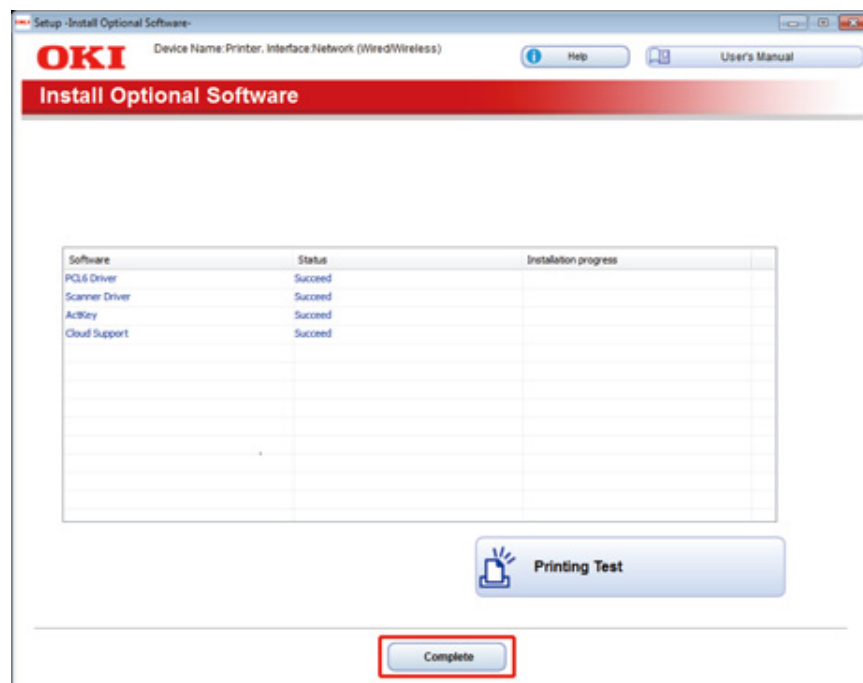 Setup -Install Optional Software-
OKI
Device Name:Printer. Interface:Network (Wired/Wireless)
Help
User's Manual
Install Optional Software
Software Status Installation progress
PCL6 Driver Succeed
Scanner Driver Succeed
ActKey Succeed
Cloud Support Succeed
Printing Test
Complete